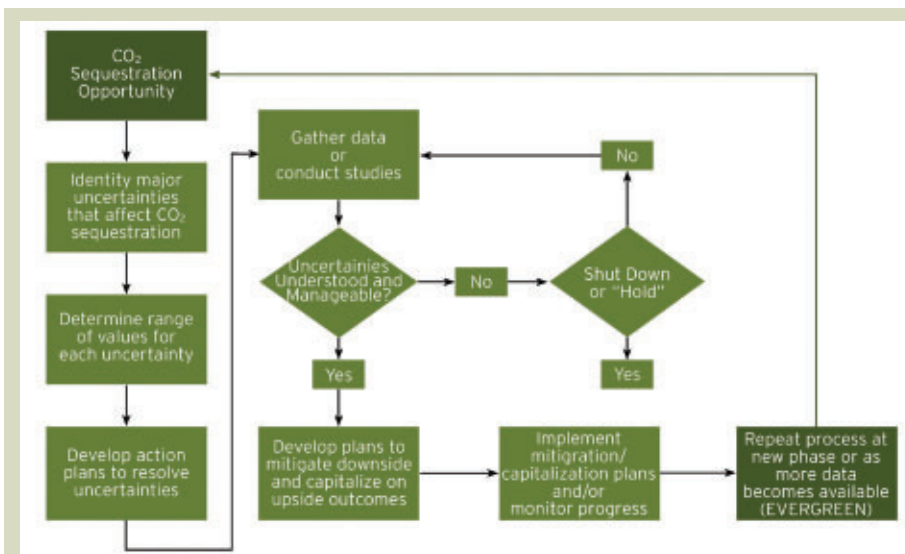 CO₂
Sequestration
Opportunity
Identity major
uncertainties
that affect CO₂
sequestration
Determine range
of values for
each uncertainty
Develop action
plans to resolve
uncertainties
Gather data
or
conduct studies
Uncertainies
Understood and
Manageable?
No
Shut Down
or “Hold”
No
Yes
Yes
Develop plans to
mitigate downside
and capitalize on
upside outcomes
Implement
mitigration/
capitalization plans
and/or
monitor progress
Repeat process at
new phase or as
more data
becomes available
(EVERGREEN)